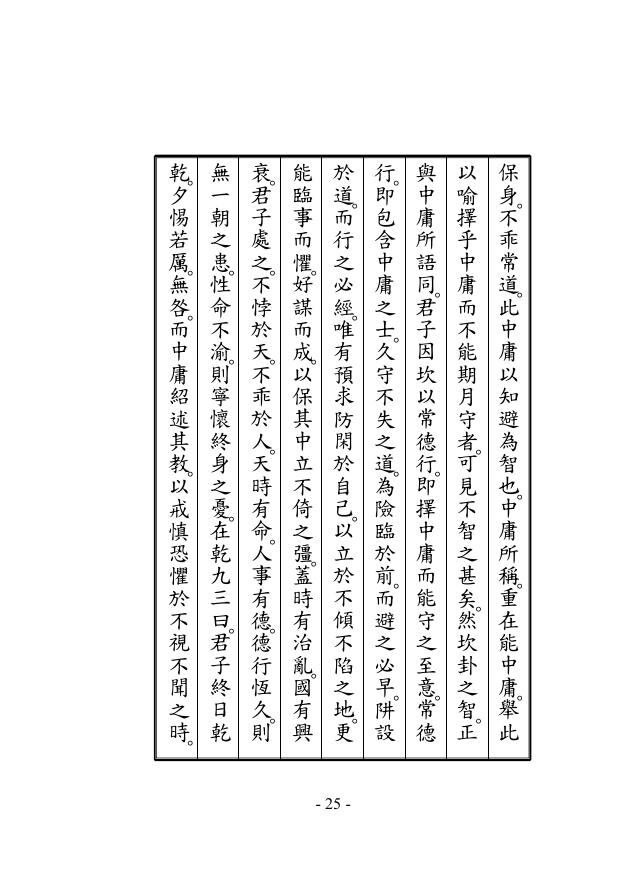 保身。不乖常道。此中庸以知避為智也。中庸所稱。重在能中庸。舉此
以喻擇乎中庸而不能期月守者。可見不智之甚矣。然坎卦之智。正
與中庸所語同。君子因坎以常德行。即擇中庸而能守之至意。常德
行。即包含中庸之士。久守不失之道。為險臨於前。而避之必早。阱設
於道。而行之必經。唯有預求防閑於自己。以立於不傾不陷之地。更
能臨事而懼。好謀而成。以保其中立不倚之彊。蓋時有治亂。國有興
衰。君子處之。不悖於天。不乖於人。天時有命。人事有德。德行恆久。則
無一朝之患。性命不渝。則寧懷終身之憂。在乾九三曰。君子終日乾
乾。夕惕若厲。無咎。而中庸紹述其教。以戒慎恐懼於不視不聞之時。
- 25 -